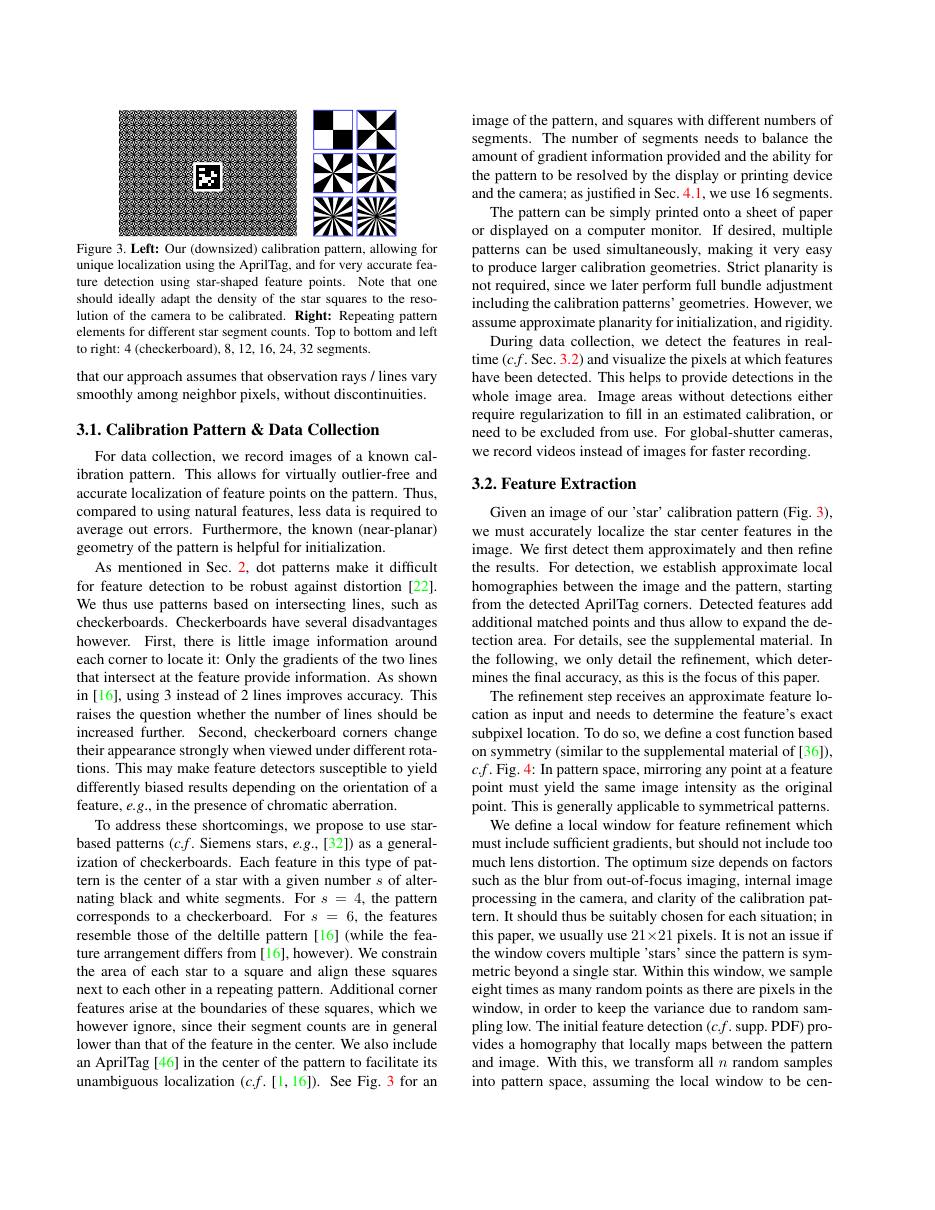 Figure 3. Left: Our (downsized) calibration pattern, allowing for
unique localization using the AprilTag, and for very accurate fea-
ture detection using star-shaped feature points. Note that one
should ideally adapt the density of the star squares to the reso-
lution of the camera to be calibrated. Right: Repeating pattern
elements for different star segment counts. Top to bottom and left
to right: 4 (checkerboard), 8, 12, 16, 24, 32 segments.
that our approach assumes that observation rays / lines vary
smoothly among neighbor pixels, without discontinuities.
3.1. Calibration Pattern & Data Collection
For data collection, we record images of a known cal-
ibration pattern. This allows for virtually outlier-free and
accurate localization of feature points on the pattern. Thus,
compared to using natural features, less data is required to
average out errors. Furthermore, the known (near-planar)
geometry of the pattern is helpful for initialization.
As mentioned in Sec. 2, dot patterns make it difficult
for feature detection to be robust against distortion [22].
We thus use patterns based on intersecting lines, such as
checkerboards. Checkerboards have several disadvantages
however. First, there is little image information around
each corner to locate it: Only the gradients of the two lines
that intersect at the feature provide information. As shown
in [16], using 3 instead of 2 lines improves accuracy. This
raises the question whether the number of lines should be
increased further. Second, checkerboard corners change
their appearance strongly when viewed under different rota-
tions. This may make feature detectors susceptible to yield
differently biased results depending on the orientation of a
feature, e.g., in the presence of chromatic aberration.
To address these shortcomings, we propose to use star-
based patterns (c.f. Siemens stars, e.g., [32]) as a general-
ization of checkerboards. Each feature in this type of pat-
tern is the center of a star with a given number s of alter-
nating black and white segments. For s = 4, the pattern
corresponds to a checkerboard. For s = 6, the features
resemble those of the deltille pattern [16] (while the fea-
ture arrangement differs from [16], however). We constrain
the area of each star to a square and align these squares
next to each other in a repeating pattern. Additional corner
features arise at the boundaries of these squares, which we
however ignore, since their segment counts are in general
lower than that of the feature in the center. We also include
an AprilTag [46] in the center of the pattern to facilitate its
unambiguous localization (c.f. [1, 16]). See Fig. 3 for an
image of the pattern, and squares with different numbers of
segments. The number of segments needs to balance the
amount of gradient information provided and the ability for
the pattern to be resolved by the display or printing device
and the camera; as justified in Sec. 4.1, we use 16 segments.
The pattern can be simply printed onto a sheet of paper
or displayed on a computer monitor. If desired, multiple
patterns can be used simultaneously, making it very easy
to produce larger calibration geometries. Strict planarity is
not required, since we later perform full bundle adjustment
including the calibration patterns' geometries. However, we
assume approximate planarity for initialization, and rigidity.
During data collection, we detect the features in real-
time (c.f. Sec. 3.2) and visualize the pixels at which features
have been detected. This helps to provide detections in the
whole image area. Image areas without detections either
require regularization to fill in an estimated calibration, or
need to be excluded from use. For global-shutter cameras,
we record videos instead of images for faster recording.
3.2. Feature Extraction
Given an image of our 'star' calibration pattern (Fig. 3),
we must accurately localize the star center features in the
image. We first detect them approximately and then refine
the results. For detection, we establish approximate local
homographies between the image and the pattern, starting
from the detected AprilTag corners. Detected features add
additional matched points and thus allow to expand the de-
tection area. For details, see the supplemental material. In
the following, we only detail the refinement, which deter-
mines the final accuracy, as this is the focus of this paper.
The refinement step receives an approximate feature lo-
cation as input and needs to determine the feature's exact
subpixel location. To do so, we define a cost function based
on symmetry (similar to the supplemental material of [36]),
c.f. Fig. 4: In pattern space, mirroring any point at a feature
point must yield the same image intensity as the original
point. This is generally applicable to symmetrical patterns.
We define a local window for feature refinement which
must include sufficient gradients, but should not include too
much lens distortion. The optimum size depends on factors
such as the blur from out-of-focus imaging, internal image
processing in the camera, and clarity of the calibration pat-
tern. It should thus be suitably chosen for each situation; in
this paper, we usually use 21×21 pixels. It is not an issue if
the window covers multiple 'stars' since the pattern is sym-
metric beyond a single star. Within this window, we sample
eight times as many random points as there are pixels in the
window, in order to keep the variance due to random sam-
pling low. The initial feature detection (c.f. supp. PDF) pro-
vides a homography that locally maps between the pattern
and image. With this, we transform all n random samples
into pattern space, assuming the local window to be cen-